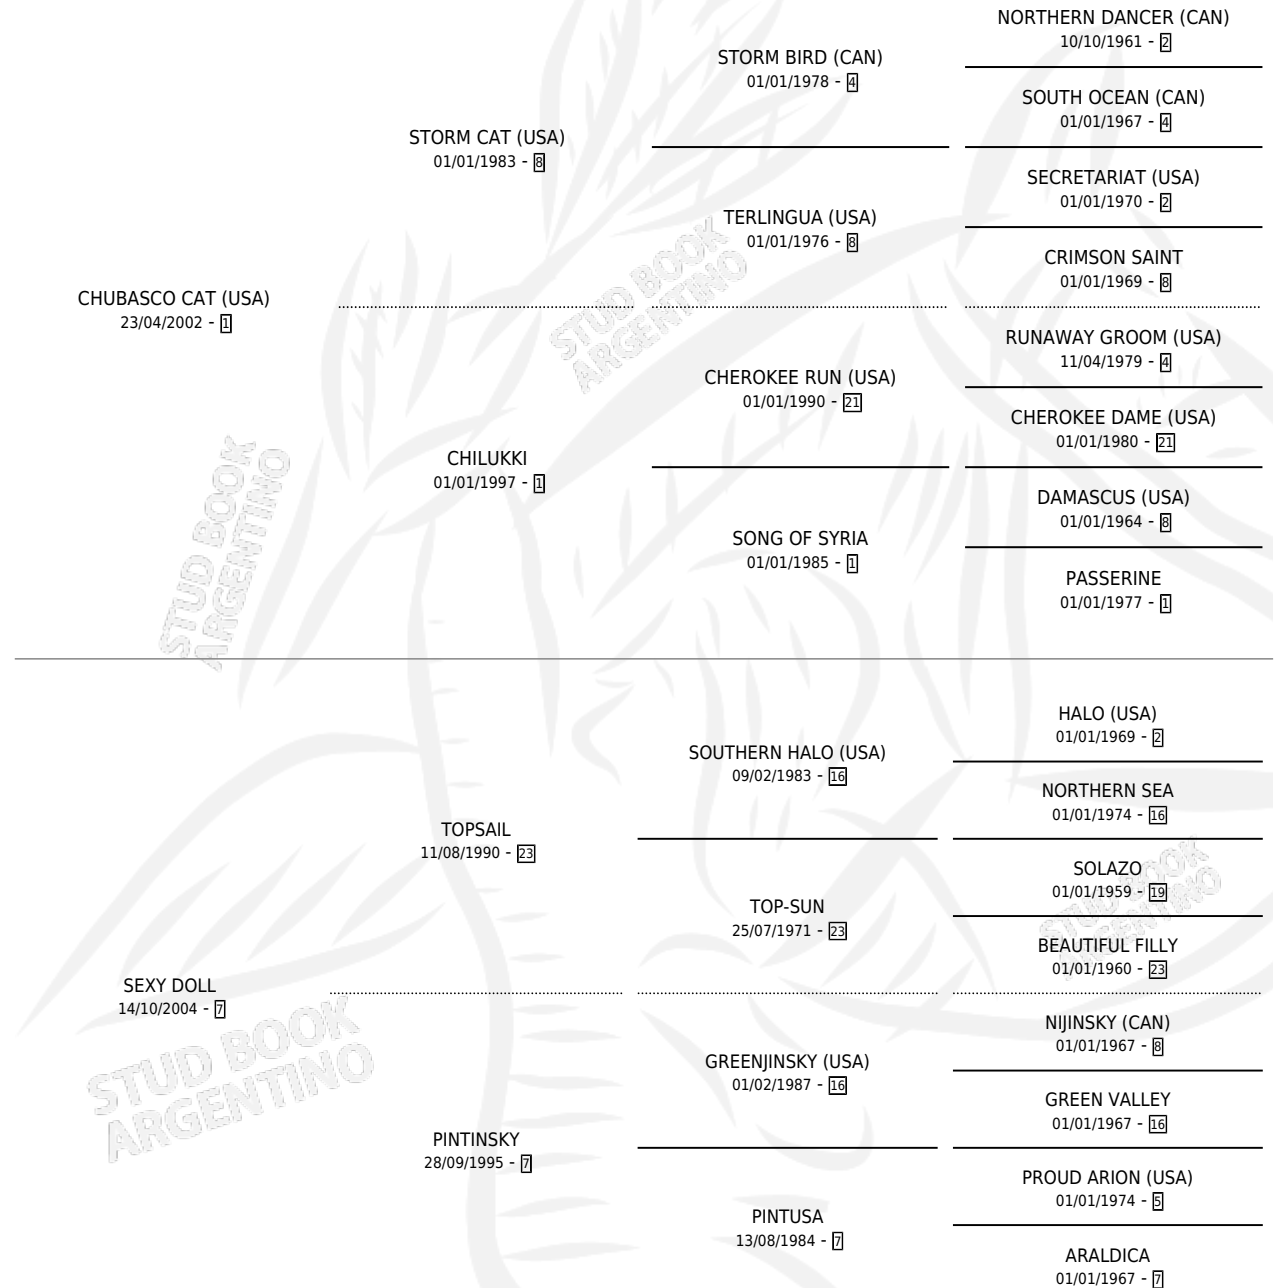 NORTHERN DANCER (CAN)
10/10/1961 - 2
STORM BIRD (CAN)
01/01/1978 - 4
SOUTH OCEAN (CAN)
01/01/1967 - 4
STORM CAT (USA)
01/01/1983 - 8
SECRETARIAT (USA)
01/01/1970 - 2
TERLINGUA (USA)
01/01/1976 - 8
CRIMSON SAINT
01/01/1969 - 8
CHUBASCO CAT (USA)
23/04/2002 - 1
RUNAWAY GROOM (USA)
11/04/1979 - 4
CHEROKEE RUN (USA)
01/01/1990 - 21
CHEROKEE DAME (USA)
01/01/1980 - 21
CHILUKKI
01/01/1997 - 1
DAMASCUS (USA)
01/01/1964 - 8
SONG OF SYRIA
01/01/1985 - 1
PASSERINE
01/01/1977 - 1
HALO (USA)
01/01/1969 - 2
SOUTHERN HALO (USA)
09/02/1983 - 16
NORTHERN SEA
01/01/1974 - 16
TOPSAIL
11/08/1990 - 23
SOLAZO
01/01/1959 - 19
TOP-SUN
25/07/1971 - 23
BEAUTIFUL FILLY
01/01/1960 - 23
SEXY DOLL
14/10/2004 - 7
NIJINSKY (CAN)
01/01/1967 - 8
GREENJINSKY (USA)
01/02/1987 - 16
GREEN VALLEY
01/01/1967 - 16
PINTINSKY
28/09/1995 - 7
PROUD ARION (USA)
01/01/1974 - 5
PINTUSA
13/08/1984 - 7
ARALDICA
01/01/1967 - 7
STUD BOOK
ARGENTINO
STUD BOOK
ARGENTINO
STUD BOOK
ARGENTINO
STUD BOOK
ARGENTINO